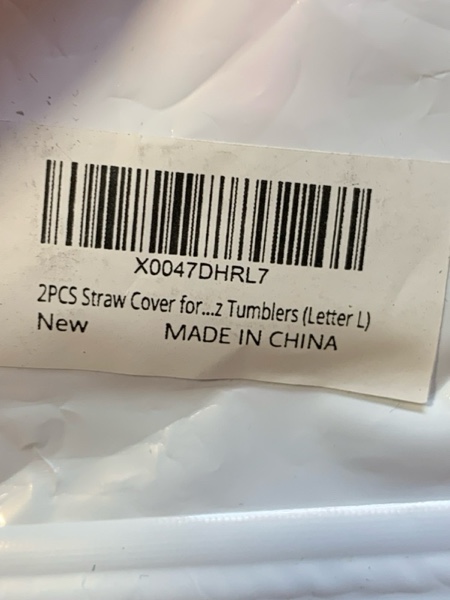 X0047DHRL7
2PCS Straw Cover for...z Tumblers (Letter L)
New MADE IN CHINA